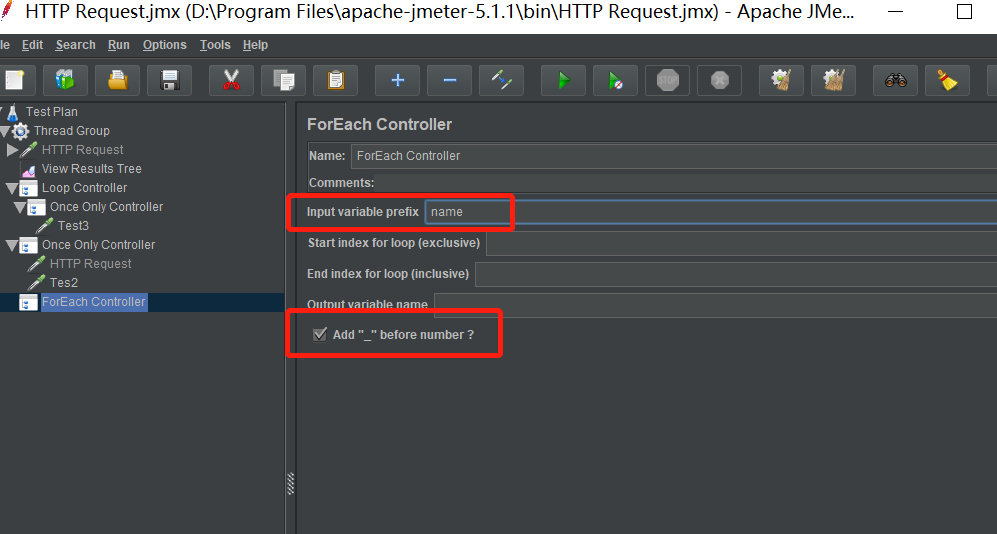 HTTP Request.jmx (D:\Program Files\apache-jmeter-5.1.1\bin\HTTP Request.jmx) - Apache JMe...
le Edit Search Run Options Tools Help
Test Plan
Thread Group
HTTP Request
View Results Tree
Loop Controller
Once Only Controller
Test3
Once Only Controller
HTTP Request
Tes2
ForEach Controller
ForEach Controller
Name: ForEach Controller
Comments:
Input variable prefix name
Start index for loop (exclusive)
End index for loop (inclusive)
Output variable name
Add "_" before number ?